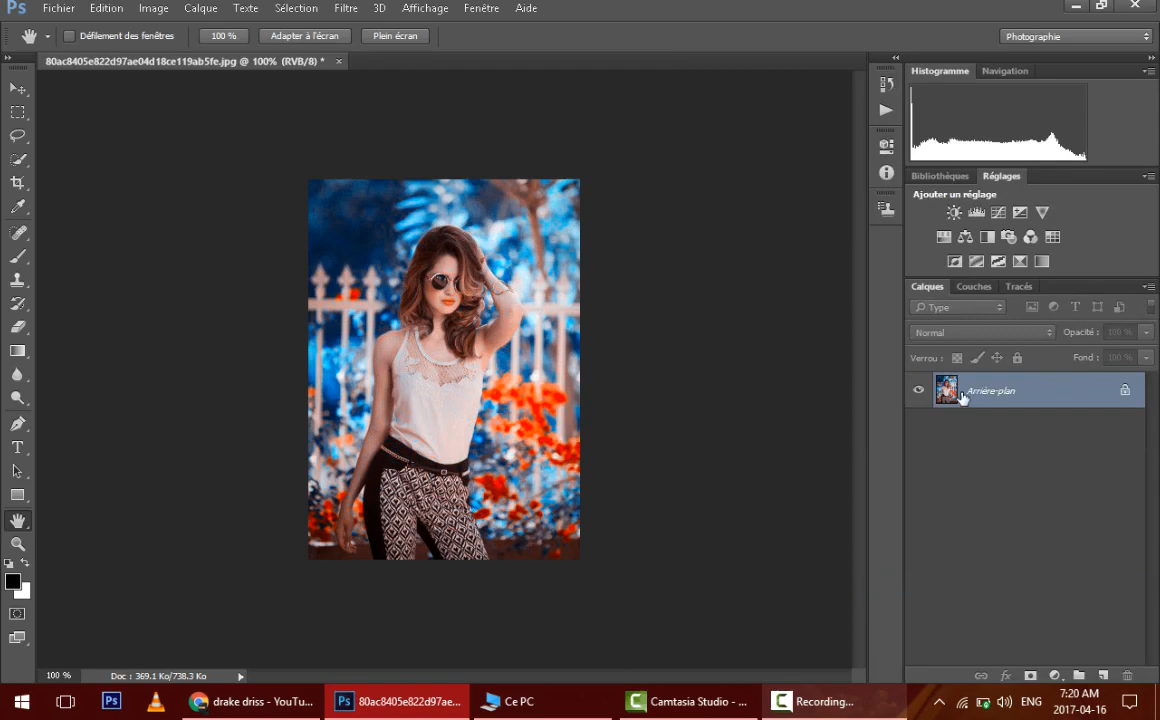 Ps Fichier Edition Image Calque Texte Sélection Filtre 3D Affichage Fenêtre Aide
Défilement des fenêtres 100 % Adapter à l'écran Plein écran Photographie
80ac8405e822d97ae04d18ce119ab5fe.jpg @ 100% (RVB/8) * ×
Histogramme Navigation
Bibliothèques Réglages
Ajouter un réglage
Calques Couches Tracés
Type
Normal Opacité : 100 %
Verrou : Fond : 100 %
Arrière-plan
100 % Doc : 369.1 Ko/738.3 Ko
Ps drake driss - YouTu... Ps 80ac8405e822d97ae... Ce PC Camtasia Studio - ... Recording... ENG 7:20 AM
2017-04-16